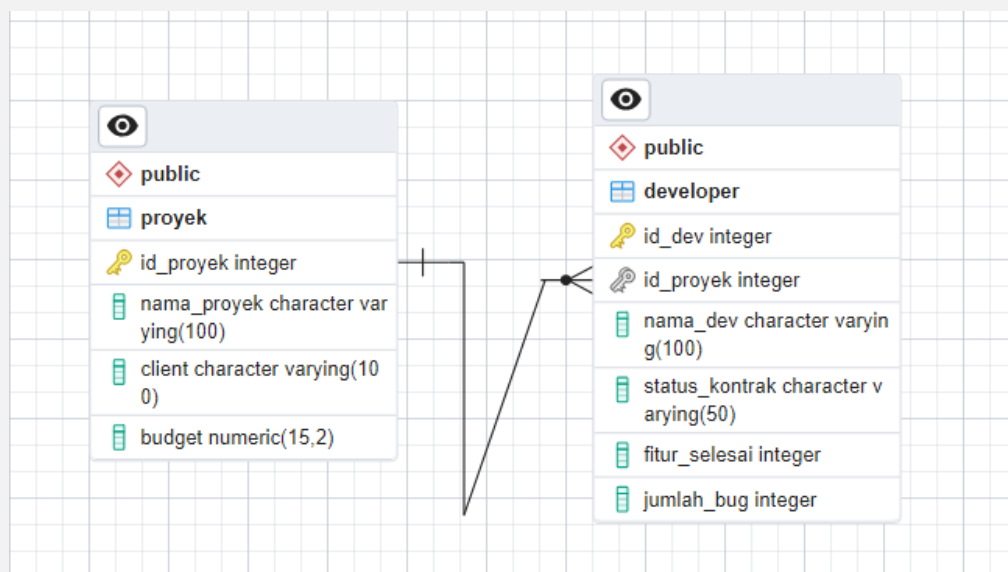 public
proyek
id_proyek integer
nama_proyek character var
ying(100)
client character varying(10
0)
budget numeric(15,2)
public
developer
id_dev integer
id_proyek integer
nama_dev character varyin
g(100)
status_kontrak character v
arying(50)
fitur_selesai integer
jumlah_bug integer